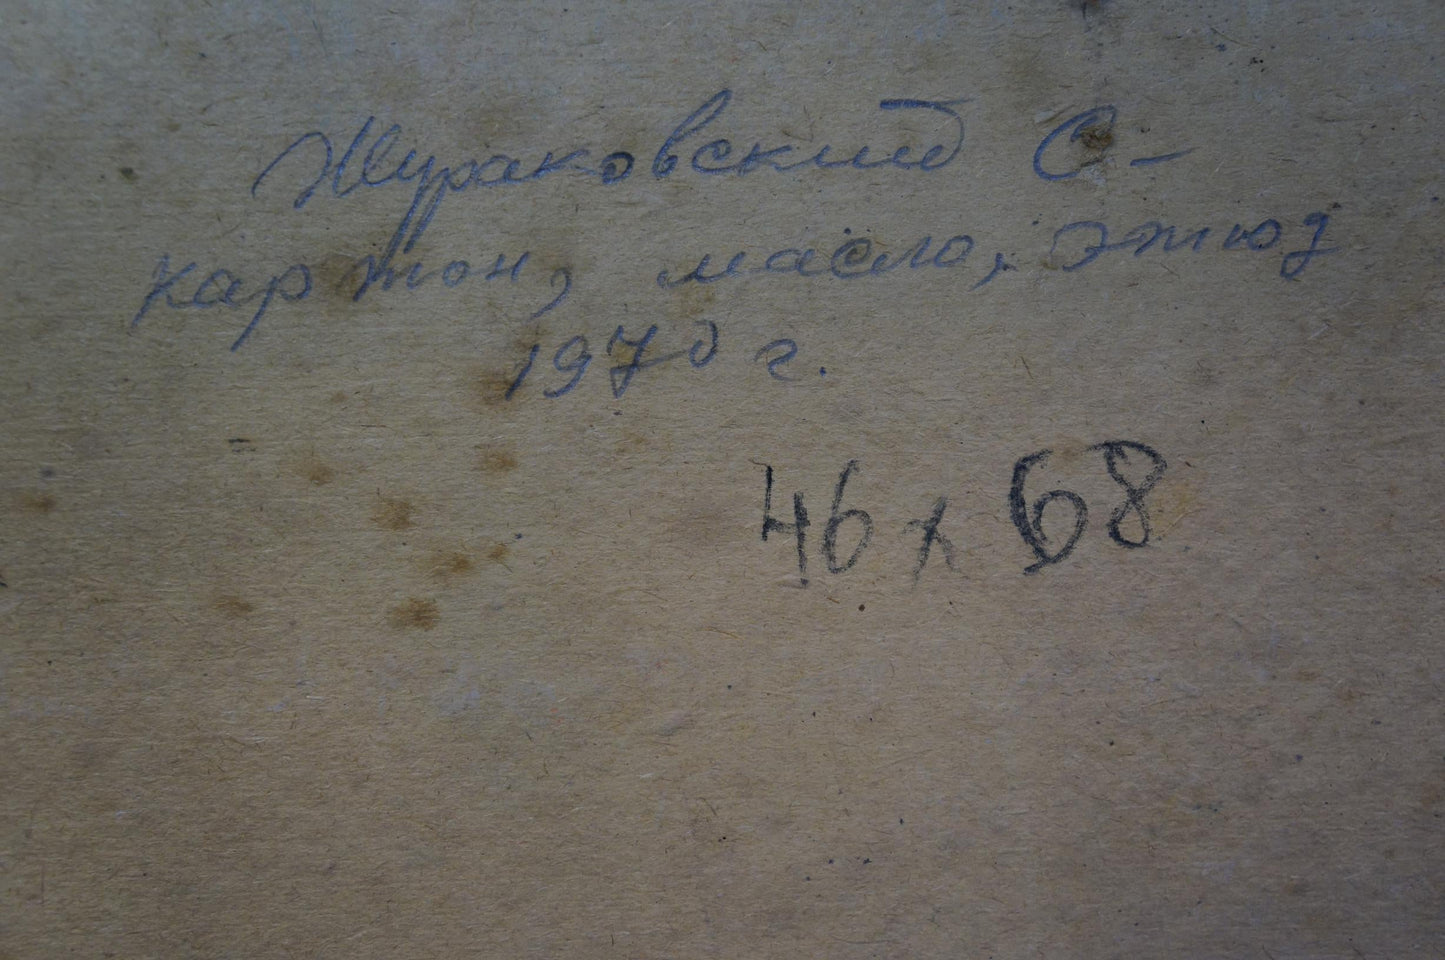 Жураковский С -
картон, масло, этюд
1970 г.
46 x 68